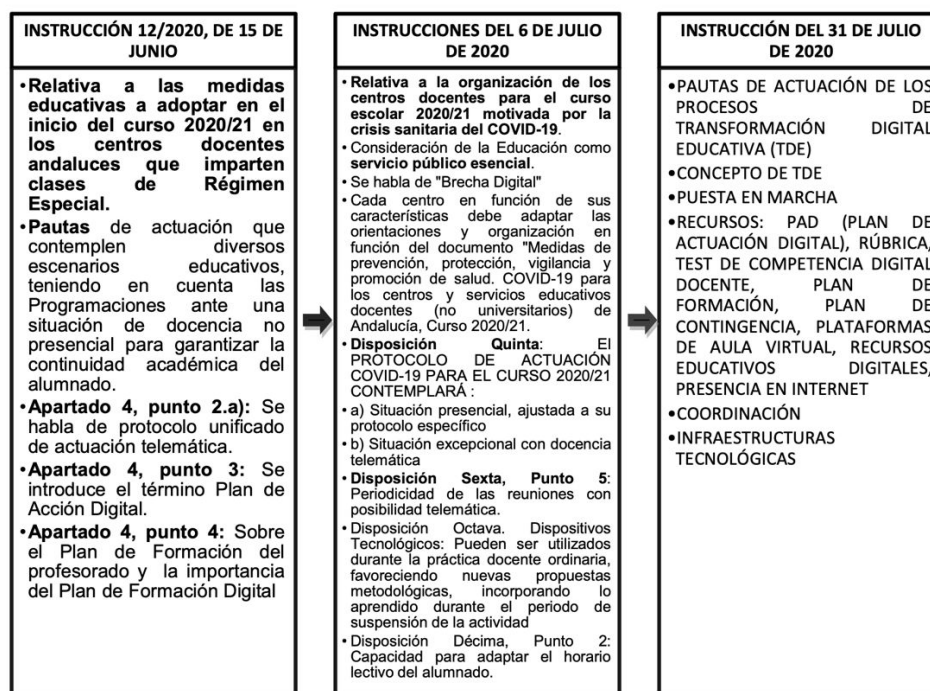 INSTRUCCIÓN 12/2020, DE 15 DE
JUNIO
•Relativa a las medidas
educativas a adoptar en el
inicio del curso 2020/21 en
los centros docentes
andaluces que imparten
clases de Régimen
Especial.
•Pautas de actuación que
contemplen diversos
escenarios educativos,
teniendo en cuenta las
Programaciones ante una
situación de docencia no
presencial para garantizar la
continuidad académica del
alumnado.
•Apartado 4, punto 2.a): Se
habla de protocolo unificado
de actuación telemática.
•Apartado 4, punto 3: Se
introduce el término Plan de
Acción Digital.
•Apartado 4, punto 4: Sobre
el Plan de Formación del
profesorado y la importancia
del Plan de Formación Digital
INSTRUCCIONES DEL 6 DE JULIO
DE 2020
•Relativa a la organización de los
centros docentes para el curso
escolar 2020/21 motivada por la
crisis sanitaria del COVID-19.
•Consideración de la Educación como
servicio público esencial.
•Se habla de "Brecha Digital"
•Cada centro en función de sus
características debe adaptar las
orientaciones y organización en
función del documento "Medidas de
prevención, protección, vigilancia y
promoción de salud. COVID-19 para
los centros y servicios educativos
docentes (no universitarios) de
Andalucía, Curso 2020/21.
•Disposición Quinta: El
PROTOCOLO DE ACTUACIÓN
COVID-19 PARA EL CURSO 2020/21
CONTEMPLARÁ :
•a) Situación presencial, ajustada a su
protocolo específico
•b) Situación excepcional con docencia
telemática
•Disposición Sexta, Punto 5:
Periodicidad de las reuniones con
posibilidad telemática.
•Disposición Octava. Dispositivos
Tecnológicos: Pueden ser utilizados
durante la práctica docente ordinaria,
favoreciendo nuevas propuestas
metodológicas, incorporando lo
aprendido durante el periodo de
suspensión de la actividad
•Disposición Décima, Punto 2:
Capacidad para adaptar el horario
lectivo del alumnado.
INSTRUCCIÓN DEL 31 DE JULIO
DE 2020
•PAUTAS DE ACTUACIÓN DE LOS
PROCESOS DE
TRANSFORMACIÓN DIGITAL
EDUCATIVA (TDE)
•CONCEPTO DE TDE
•PUESTA EN MARCHA
•RECURSOS: PAD (PLAN DE
ACTUACIÓN DIGITAL), RÚBRICA,
TEST DE COMPETENCIA DIGITAL
DOCENTE, PLAN DE
FORMACIÓN, PLAN DE
CONTINGENCIA, PLATAFORMAS
DE AULA VIRTUAL, RECURSOS
EDUCATIVOS DIGITALES,
PRESENCIA EN INTERNET
•COORDINACIÓN
•INFRAESTRUCTURAS
TECNOLÓGICAS